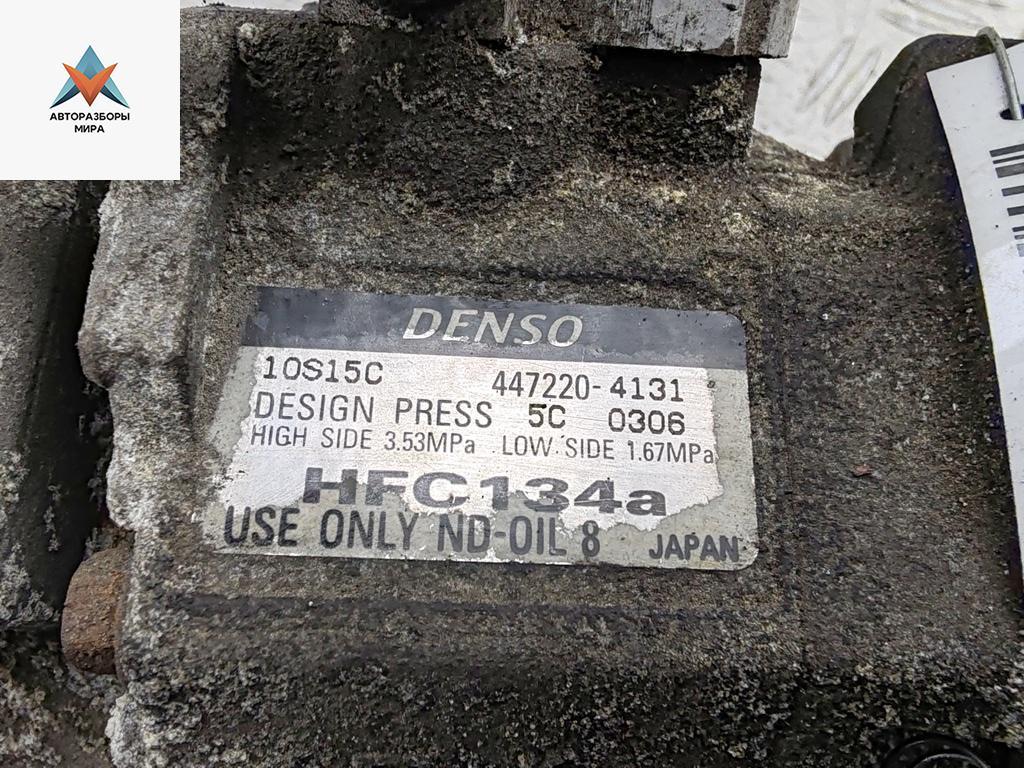 АВТОРАЗБОРЫ
МИРА
DENSO
10S15C 447220-4131
DESIGN PRESS 5C 0306
HIGH SIDE 3.53MPa LOW SIDE 1.67MPa
HFC134a
USE ONLY ND-OIL 8 JAPAN